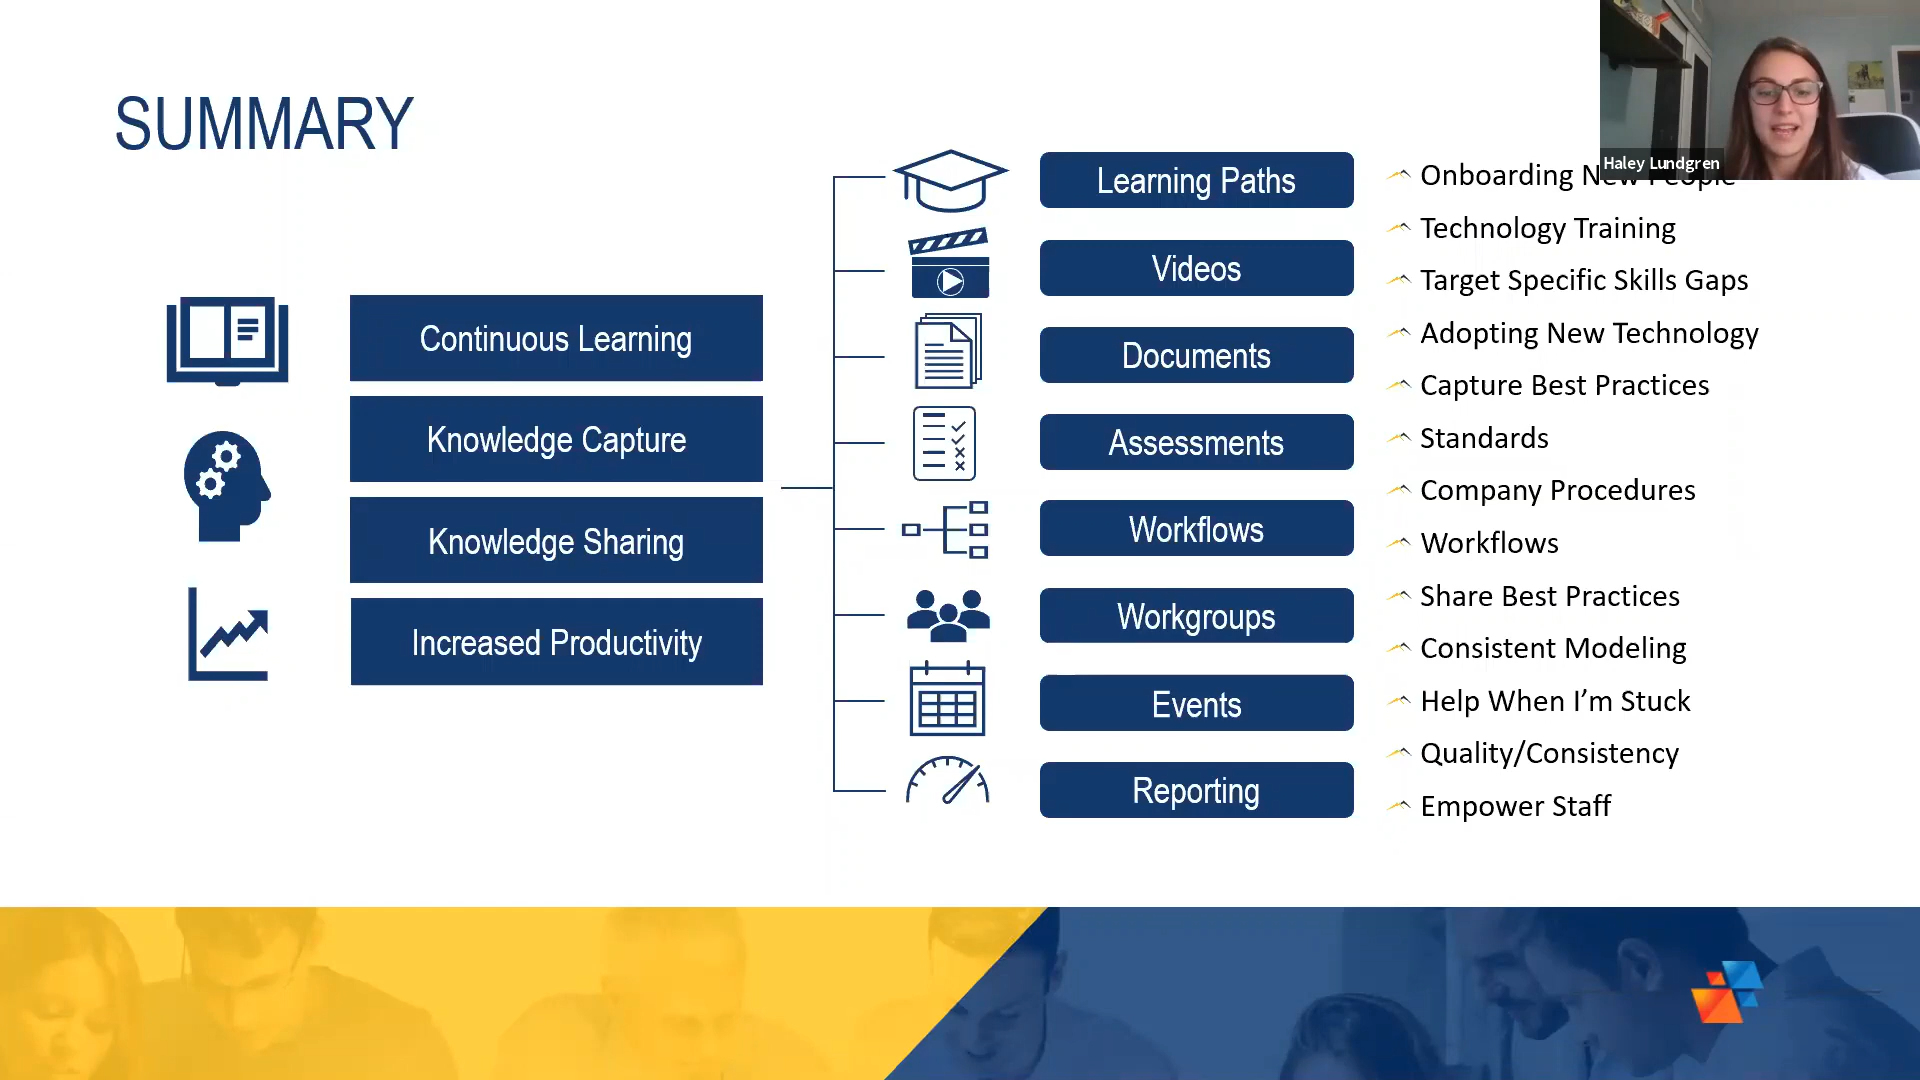 SUMMARY
Continuous Learning
Knowledge Capture
Knowledge Sharing
Increased Productivity
Learning Paths
Videos
Documents
Assessments
Workflows
Workgroups
Events
Reporting
Onboarding New People
Technology Training
Target Specific Skills Gaps
Adopting New Technology
Capture Best Practices
Standards
Company Procedures
Workflows
Share Best Practices
Consistent Modeling
Help When I’m Stuck
Quality/Consistency
Empower Staff
Haley Lundgren